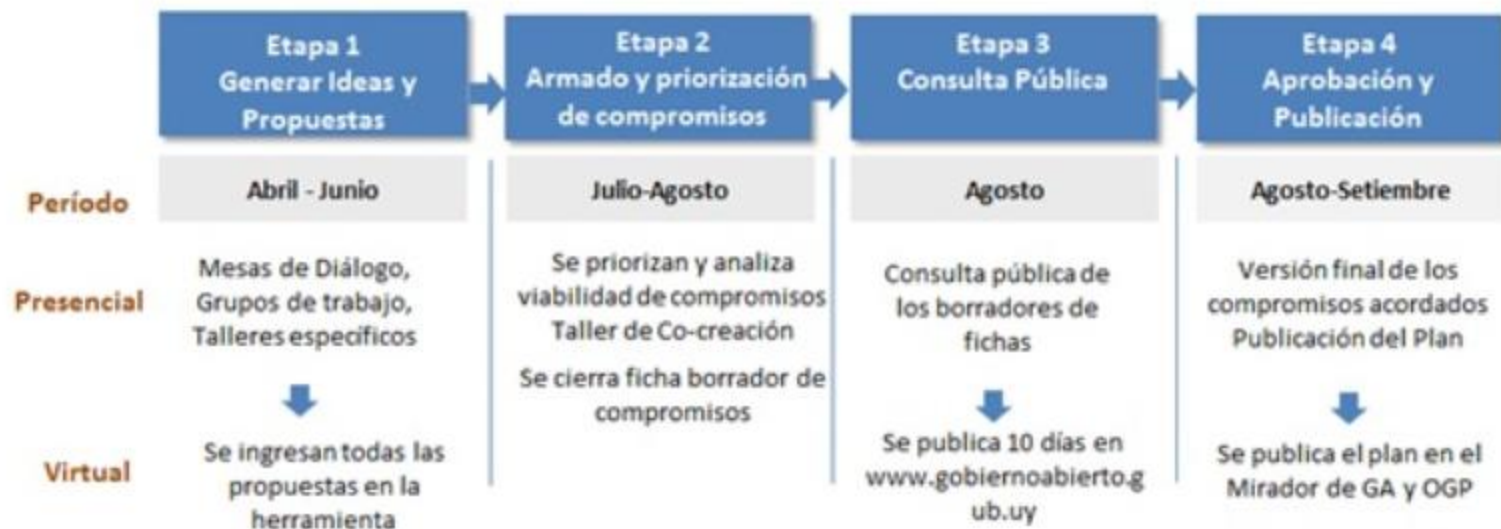 Etapa 1
Generar Ideas y
Propuestas
Etapa 2
Armado y priorización
de compromisos
Etapa 3
Consulta Pública
Etapa 4
Aprobación y
Publicación
Período
Abril - Junio
Julio-Agosto
Agosto
Agosto-Setiembre
Presencial
Mesas de Diálogo,
Grupos de trabajo,
Talleres específicos
Se priorizan y analiza
viabilidad de compromisos
Taller de Co-creación
Se cierra ficha borrador de
compromisos
Consulta pública de
los borradores de
fichas
Versión final de los
compromisos acordados
Publicación del Plan
Virtual
Se ingresan todas las
propuestas en la
herramienta
Se publica 10 días en
www.gobiernoabierto.g
ub.uy
Se publica el plan en el
Mirador de GA y OGP